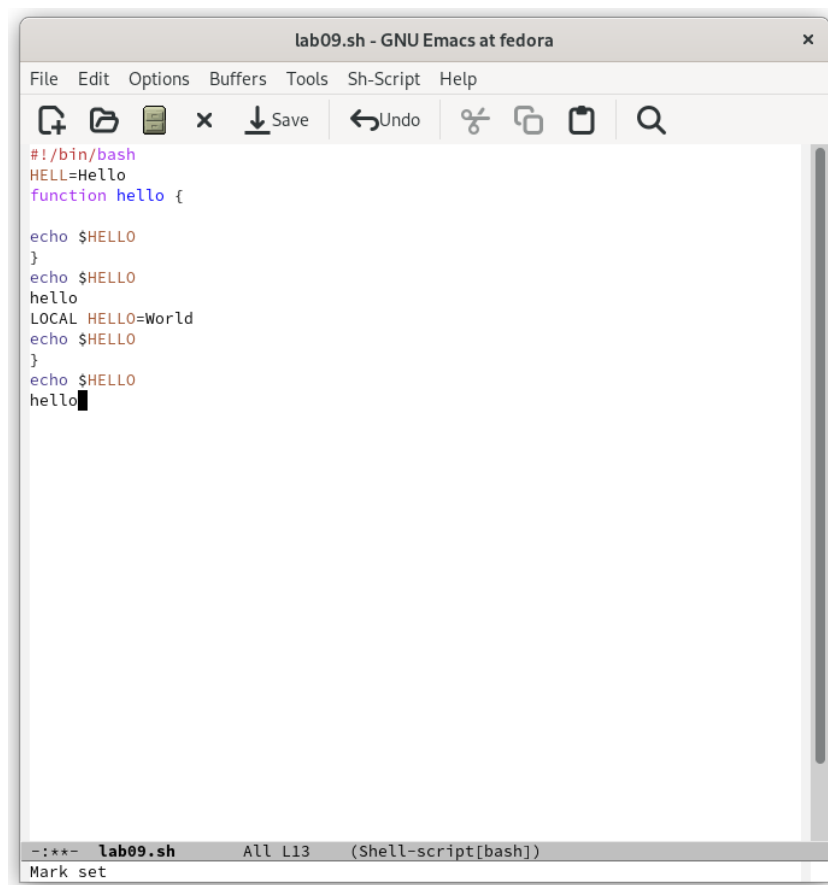 lab09.sh - GNU Emacs at fedora ×
File Edit Options Buffers Tools Sh-Script Help
Save Undo
#!/bin/bash
HELL=Hello
function hello {
echo $HELLO
}
echo $HELLO
hello
LOCAL HELLO=World
echo $HELLO
}
echo $HELLO
hello
-:**- lab09.sh All L13 (Shell-script[bash])
Mark set